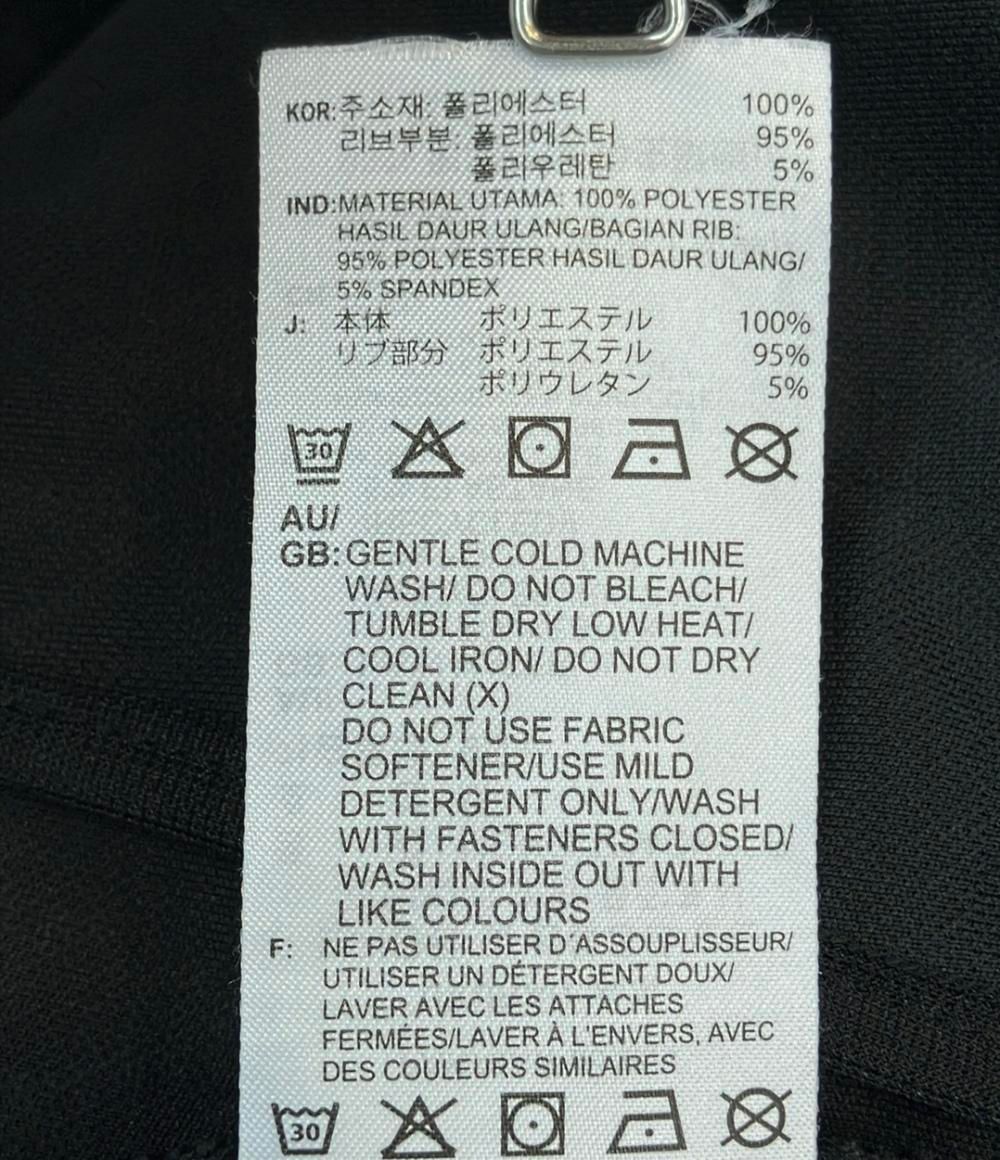 KOR:주소재: 폴리에스터 100%
리브부분: 폴리에스터 95%
폴리우레탄 5%
IND:MATERIAL UTAMA: 100% POLYESTER
HASIL DAUR ULANG/BAGIAN RIB:
95% POLYESTER HASIL DAUR ULANG/
5% SPANDEX
J: 本体 ポリエステル 100%
リブ部分 ポリエステル 95%
ポリウレタン 5%
30
AU/
GB:GENTLE COLD MACHINE
WASH/ DO NOT BLEACH/
TUMBLE DRY LOW HEAT/
COOL IRON/ DO NOT DRY
CLEAN (X)
DO NOT USE FABRIC
SOFTENER/USE MILD
DETERGENT ONLY/WASH
WITH FASTENERS CLOSED/
WASH INSIDE OUT WITH
LIKE COLOURS
F: NE PAS UTILISER D´ASSOUPLISSEUR/
UTILISER UN DÉTERGENT DOUX/
LAVER AVEC LES ATTACHES
FERMÉES/LAVER À L'ENVERS, AVEC
DES COULEURS SIMILAIRES
30